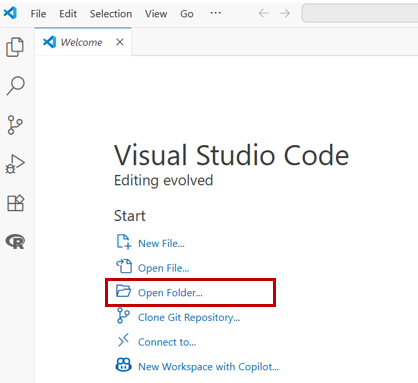 File Edit Selection View Go ...
Welcome
Visual Studio Code
Editing evolved
Start
New File...
Open File...
Open Folder...
Clone Git Repository...
Connect to...
New Workspace with Copilot...